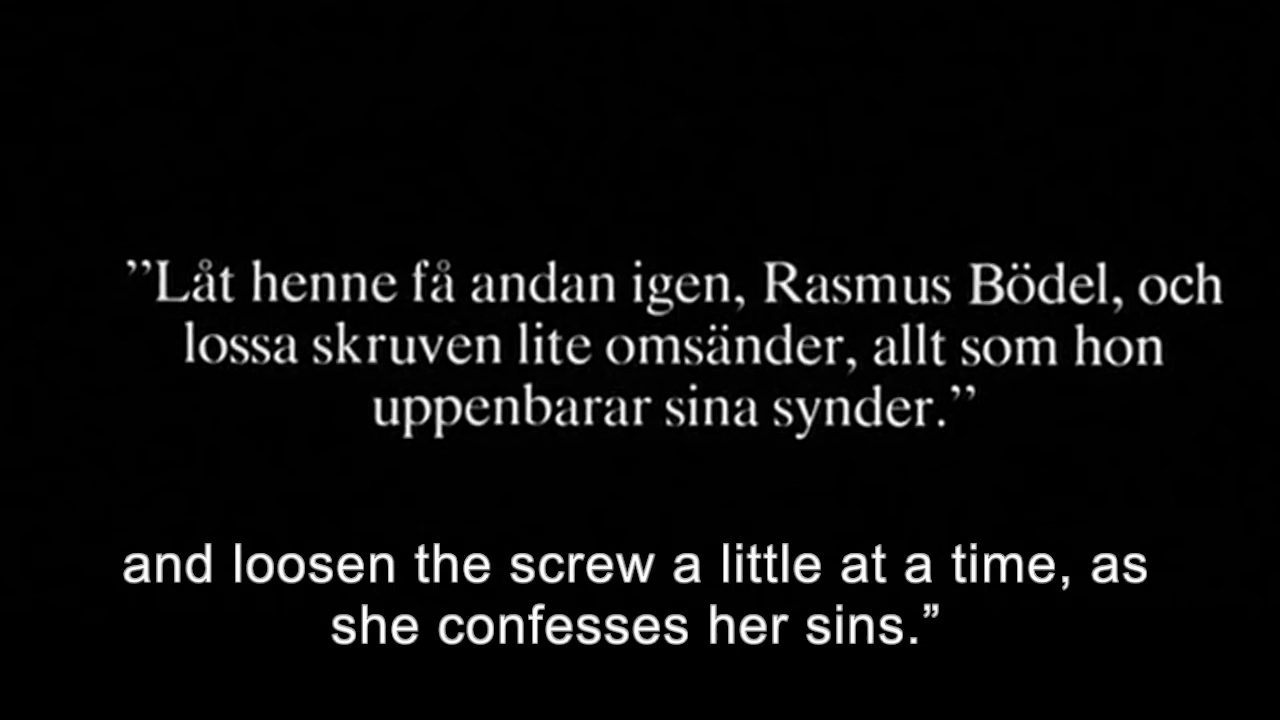 ”Låt henne få andan igen, Rasmus Bödel, och
lossa skruven lite omsänder, allt som hon
uppenbarar sina synder.”
and loosen the screw a little at a time, as
she confesses her sins.”